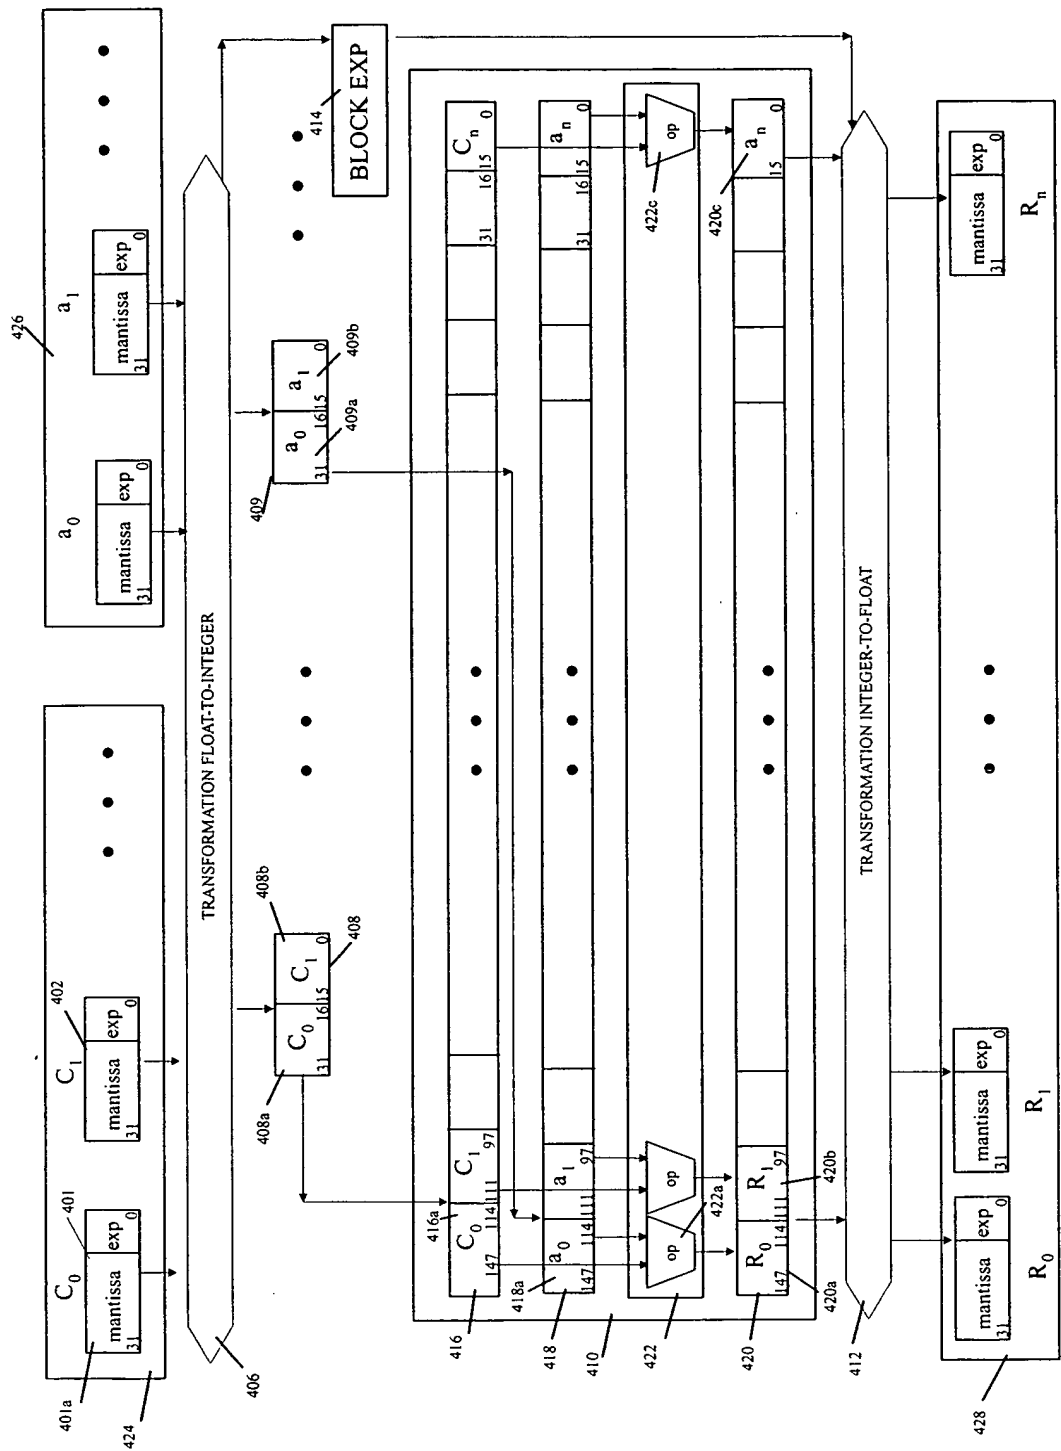 C0
C1
402
401
mantissa exp
31 0
mantissa exp
31 0
401a
424
426
a0
a1
mantissa exp
31 0
mantissa exp
31 0
TRANSFORMATION FLOAT-TO-INTEGER
406
408a
C0 C1
31 16 15 0
408b
408
409
a0 a1
31 16 15 0
409a
409b
414
BLOCK EXP
416a
C0 C1
147 114 111 97
Cn
31 16 15 0
416
418a
a0 a1
147 114 111 97
an
31 16 15 0
418
410
op op
422a
op
422c
422
R0 R1
147 114 111 97
an
15 0
420c
420
420a
420b
TRANSFORMATION INTEGER-TO-FLOAT
412
mantissa exp
31 0
R0
mantissa exp
31 0
R1
mantissa exp
31 0
Rn
428